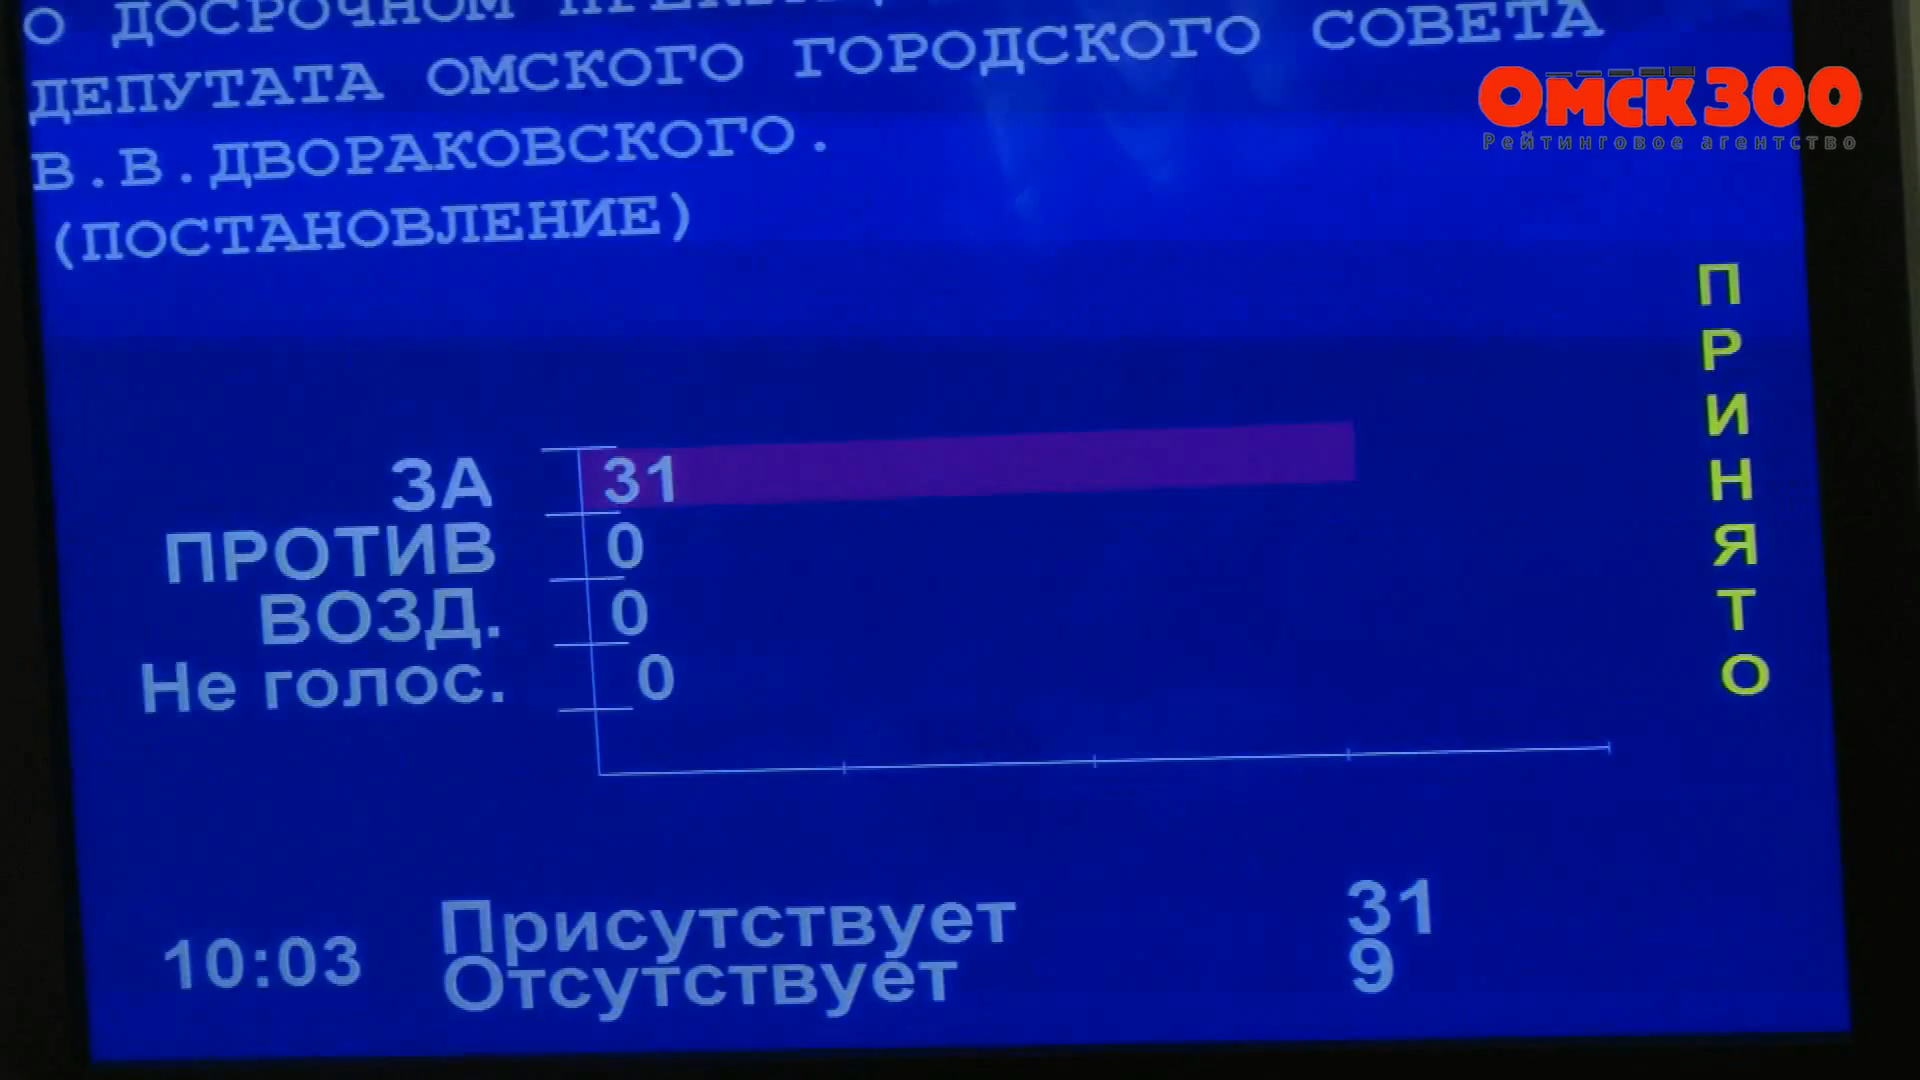 О ДОСРОЧНОМ
ДЕПУТАТА ОМСКОГО ГОРОДСКОГО СОВЕТА
В.В.ДВОРАКОВСКОГО.
(ПОСТАНОВЛЕНИЕ)
Омск300
Рейтинговое агентство
ПРИНЯТО
ЗА 31
ПРОТИВ 0
ВОЗД. 0
Не голос. 0
10:03
Присутствует 31
Отсутствует 9